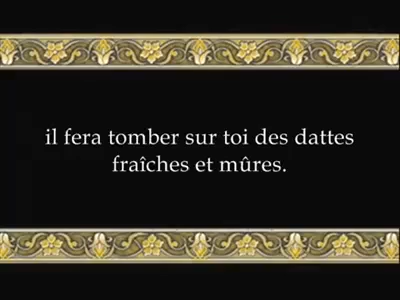 il fera tomber sur toi des dattes
fraîches et mûres.